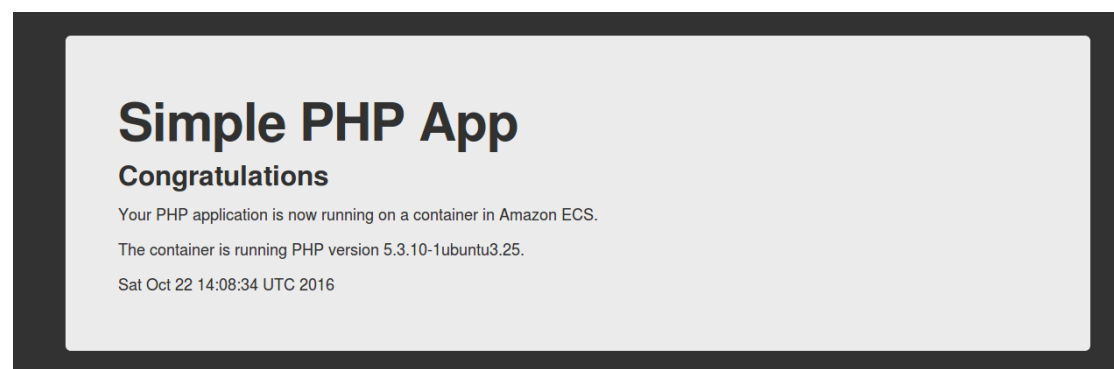 Simple PHP App
Congratulations
Your PHP application is now running on a container in Amazon ECS.
The container is running PHP version 5.3.10-1ubuntu3.25.
Sat Oct 22 14:08:34 UTC 2016